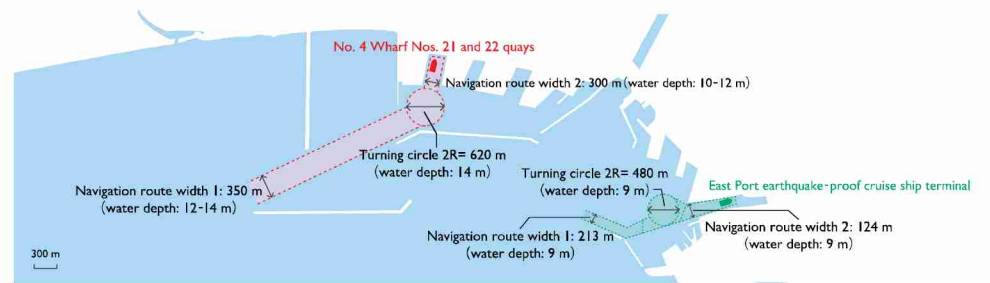 No. 4 Wharf Nos. 21 and 22 quays
Navigation route width 2: 300 m (water depth: 10-12 m)
Turning circle 2R= 620 m
(water depth: 14 m)
Navigation route width 1: 350 m
(water depth: 12-14 m)
Turning circle 2R= 480 m
(water depth: 9 m)
East Port earthquake-proof cruise ship terminal
Navigation route width 1: 213 m
(water depth: 9 m)
Navigation route width 2: 124 m
(water depth: 9 m)
300 m